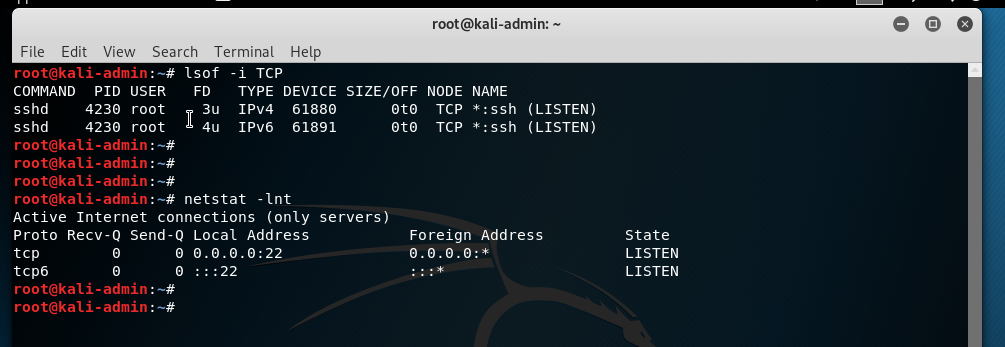 root@kali-admin: ~
File Edit View Search Terminal Help
root@kali-admin:~# lsof -i TCP
COMMAND  PID USER   FD   TYPE DEVICE SIZE/OFF NODE NAME
sshd    4230 root    3u  IPv4  61880      0t0  TCP *:ssh (LISTEN)
sshd    4230 root    4u  IPv6  61891      0t0  TCP *:ssh (LISTEN)
root@kali-admin:~#
root@kali-admin:~#
root@kali-admin:~#
root@kali-admin:~# netstat -lnt
Active Internet connections (only servers)
Proto Recv-Q Send-Q Local Address           Foreign Address         State
tcp        0      0 0.0.0.0:22              0.0.0.0:*               LISTEN
tcp6       0      0 :::22                   :::*                    LISTEN
root@kali-admin:~#
root@kali-admin:~#